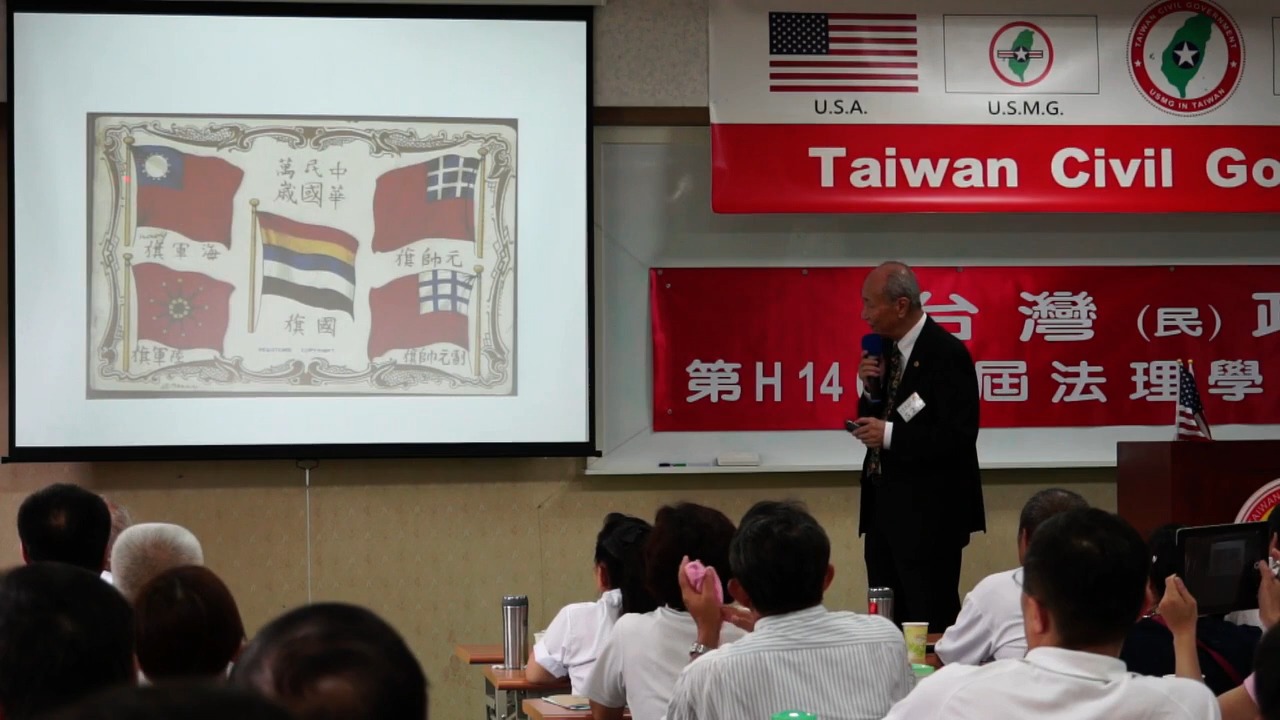 中華
民國
萬歲
海軍旗
元帥旗
國旗
陸軍旗
副元帥旗
U.S.A.
U.S.M.G.
TAIWAN CIVIL GOVERNMENT
USMG IN TAIWAN
Taiwan Civil Go
台灣(民)
第H14 屆法理學
TAIWAN